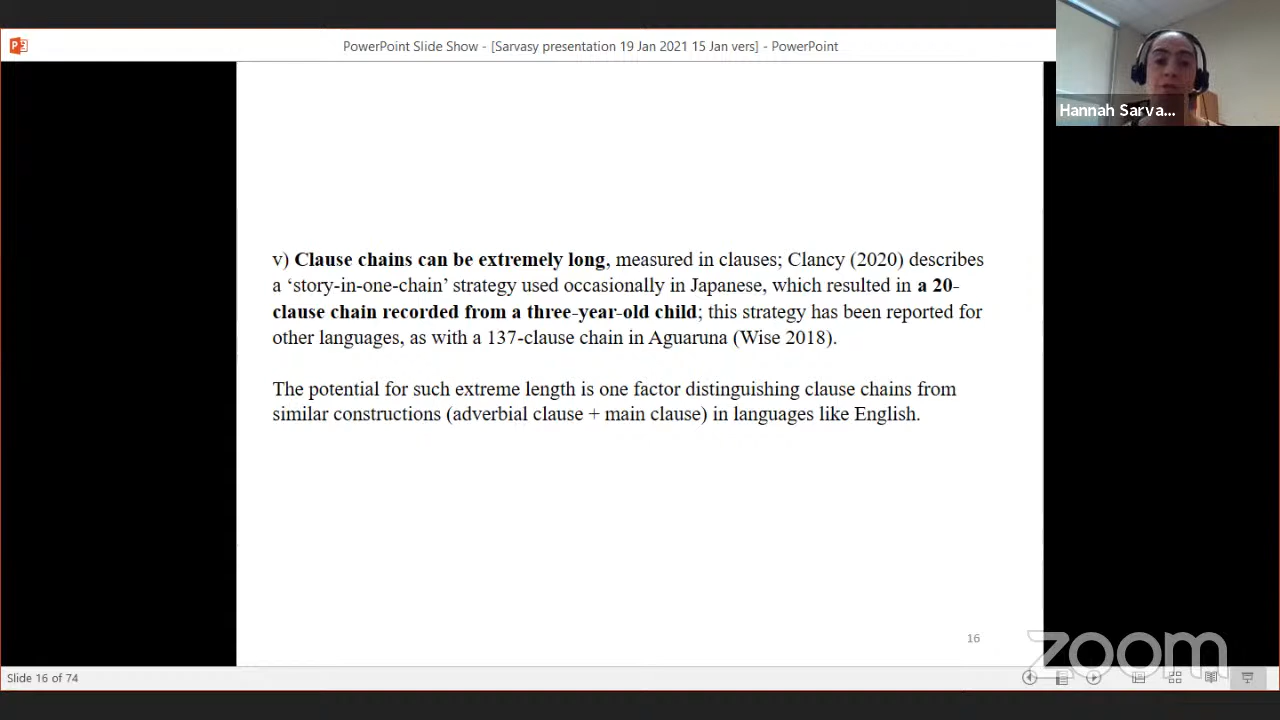 PowerPoint Slide Show - [Sarvasy presentation 19 Jan 2021 15 Jan vers] - PowerPoint
Hannah Sarva...
v) Clause chains can be extremely long, measured in clauses; Clancy (2020) describes
a ‘story-in-one-chain’ strategy used occasionally in Japanese, which resulted in a 20-
clause chain recorded from a three-year-old child; this strategy has been reported for
other languages, as with a 137-clause chain in Aguaruna (Wise 2018).
The potential for such extreme length is one factor distinguishing clause chains from
similar constructions (adverbial clause + main clause) in languages like English.
16
zoom
Slide 16 of 74